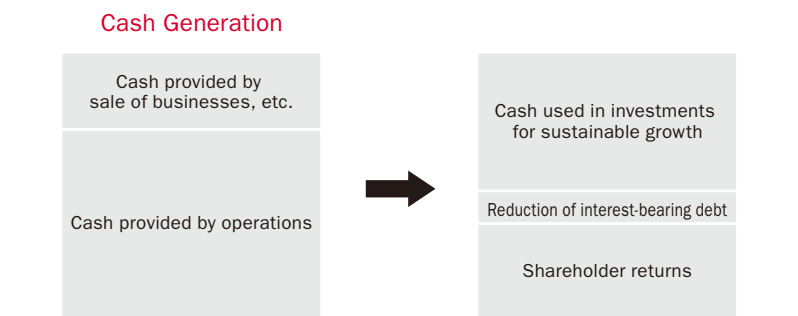 Cash Generation
Cash provided by
sale of businesses, etc.
Cash provided by operations
Cash used in investments
for sustainable growth
Reduction of interest-bearing debt
Shareholder returns